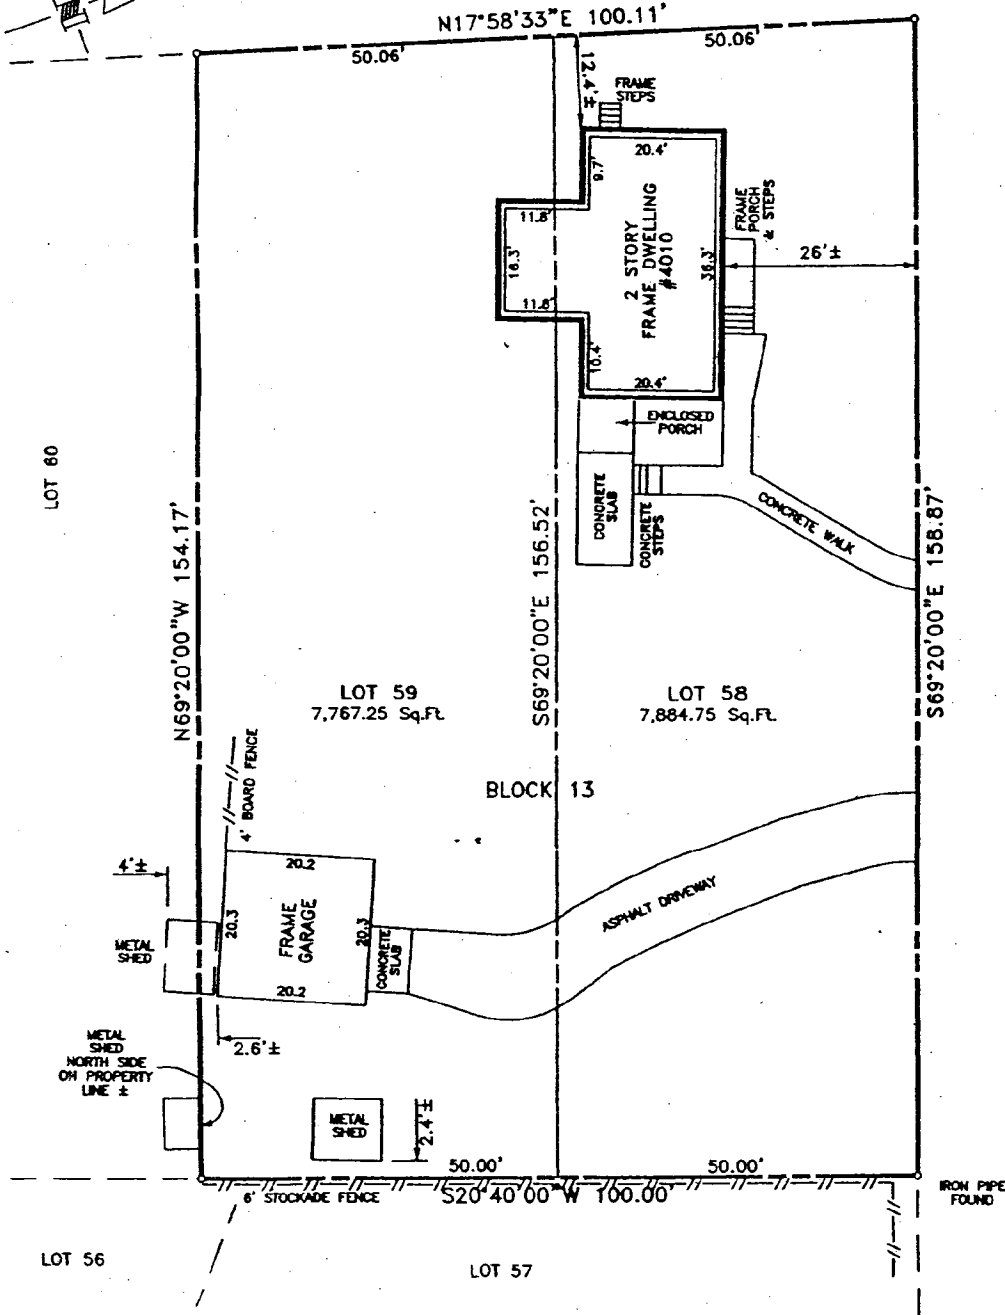 N17°58'33"E 100.11'
50.06'
50.06'
12.4'±
FRAME
STEPS
20.4'
9.7'
11.8'
16.3'
11.8'
2 STORY
FRAME DWELLING
#4010
36.3'
FRAME
PORCH
& STEPS
26'±
10.4'
20.4'
ENCLOSED
PORCH
CONCRETE
SLAB
CONCRETE
STEPS
CONCRETE WALK
LOT 60
N69°20'00"W 154.17'
S69°20'00"E 156.52'
S69°20'00"E 158.87'
LOT 59
7,767.25 Sq.Ft.
LOT 58
7,884.75 Sq.Ft.
BLOCK 13
4' BOARD FENCE
4'±
20.2
20.3
FRAME
GARAGE
20.3
20.2
CONCRETE
SLAB
ASPHALT DRIVEWAY
METAL
SHED
2.6'±
METAL
SHED
NORTH SIDE
ON PROPERTY
LINE ±
METAL
SHED
2.4'±
50.00'
50.00'
6' STOCKADE FENCE
S20°40'00"W 100.00'
IRON PIPE
FOUND
LOT 56
LOT 57